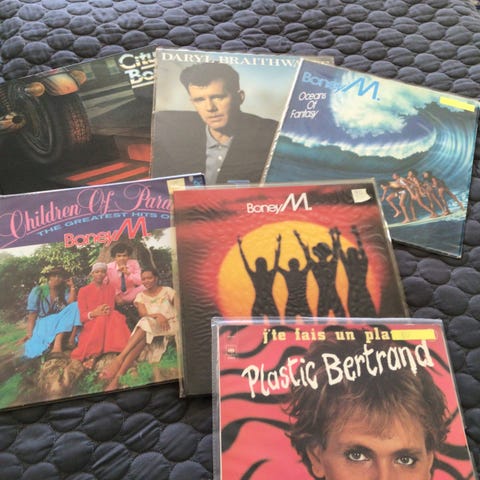 City
Bo
DARYL BRAITHWA
Boney M.
Oceans
Of
Fantasy
Children Of Para
THE GREATEST HITS O
Boney M.
Boney M.
j'te fais un pla
Plastic Bertrand
CBS